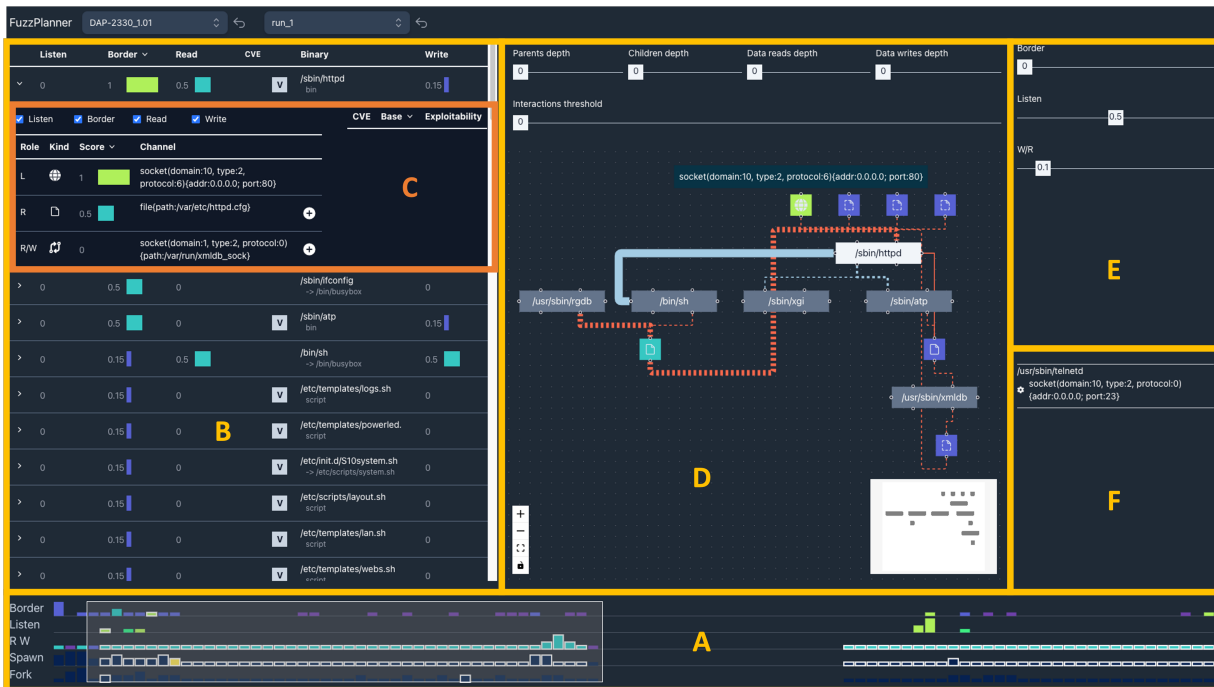 FuzzPlanner DAP-2330_1.01 run_1
Listen Border Read CVE Binary Write
0 1 0.5 V /sbin/httpd 0.15
bin
Listen Border Read Write CVE Base Exploitability
Role Kind Score Channel
L 1 socket(domain:10, type:2,
protocol:6){addr:0.0.0.0; port:80}
C
R 0.5 file{path:/var/etc/httpd.cfg}
R/W 0 socket(domain:1, type:2, protocol:0)
{path:/var/run/xmldb_sock}
0 0.5 0 /sbin/ifconfig 0
-> /bin/busybox
0 0.5 0 V /sbin/atp 0.15
bin
0 0.15 0.5 /bin/sh 0.5
-> /bin/busybox
0 0.15 0 V /etc/templates/logs.sh 0
script
0 0.15 0 V /etc/templates/powerled. 0
script
B
0 0.15 0 V /etc/init.d/S10system.sh 0
-> /etc/scripts/system.sh
0 0.15 0 V /etc/scripts/layout.sh 0
script
0 0.15 0 V /etc/templates/lan.sh 0
script
0 0.15 0 V /etc/templates/webs.sh 0
script
Parents depth Children depth Data reads depth Data writes depth
0 0 0 0
Interactions threshold
0
socket(domain:10, type:2, protocol:6){addr:0.0.0.0; port:80}
/sbin/httpd
/usr/sbin/rgdb /bin/sh /sbin/xgi /sbin/atp
/usr/sbin/xmldb
D
Border
0
Listen
0.5
W/R
0.1
E
/usr/sbin/telnetd
socket(domain:10, type:2, protocol:0)
{addr:0.0.0.0; port:23}
F
Border
Listen
R W
Spawn
Fork
A